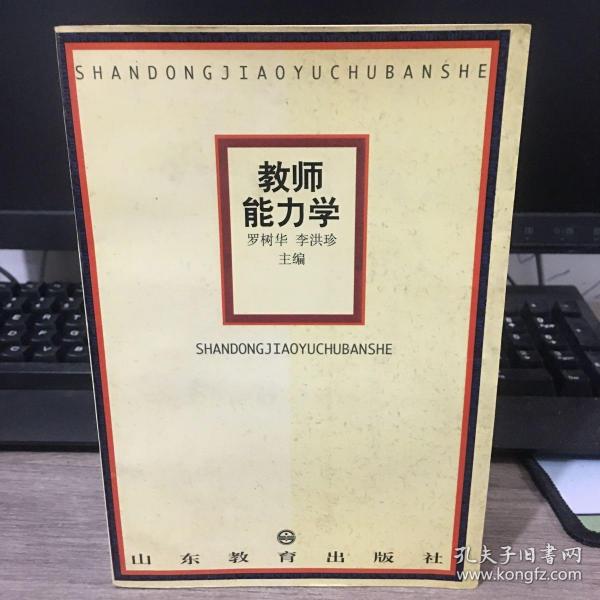 SHANDONGJIAOYUCHUBANSHE
教师
能力学
罗树华 李洪珍
主编
SHANDONGJIAOYUCHUBANSHE
山东教育出版社
孔夫子旧书网
www.kongfz.com